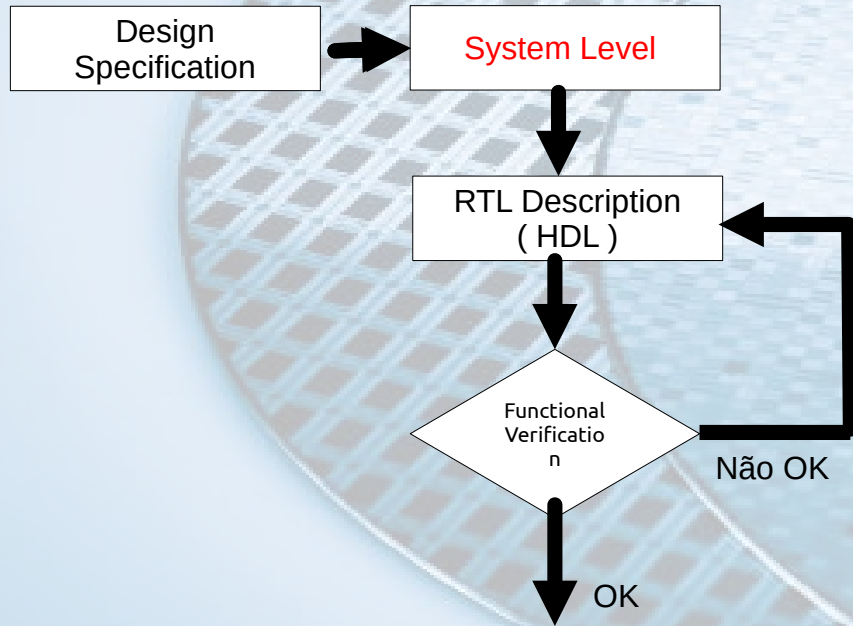 Design
Specification
System Level
RTL Description
( HDL )
Functional
Verificatio
n
Não OK
OK